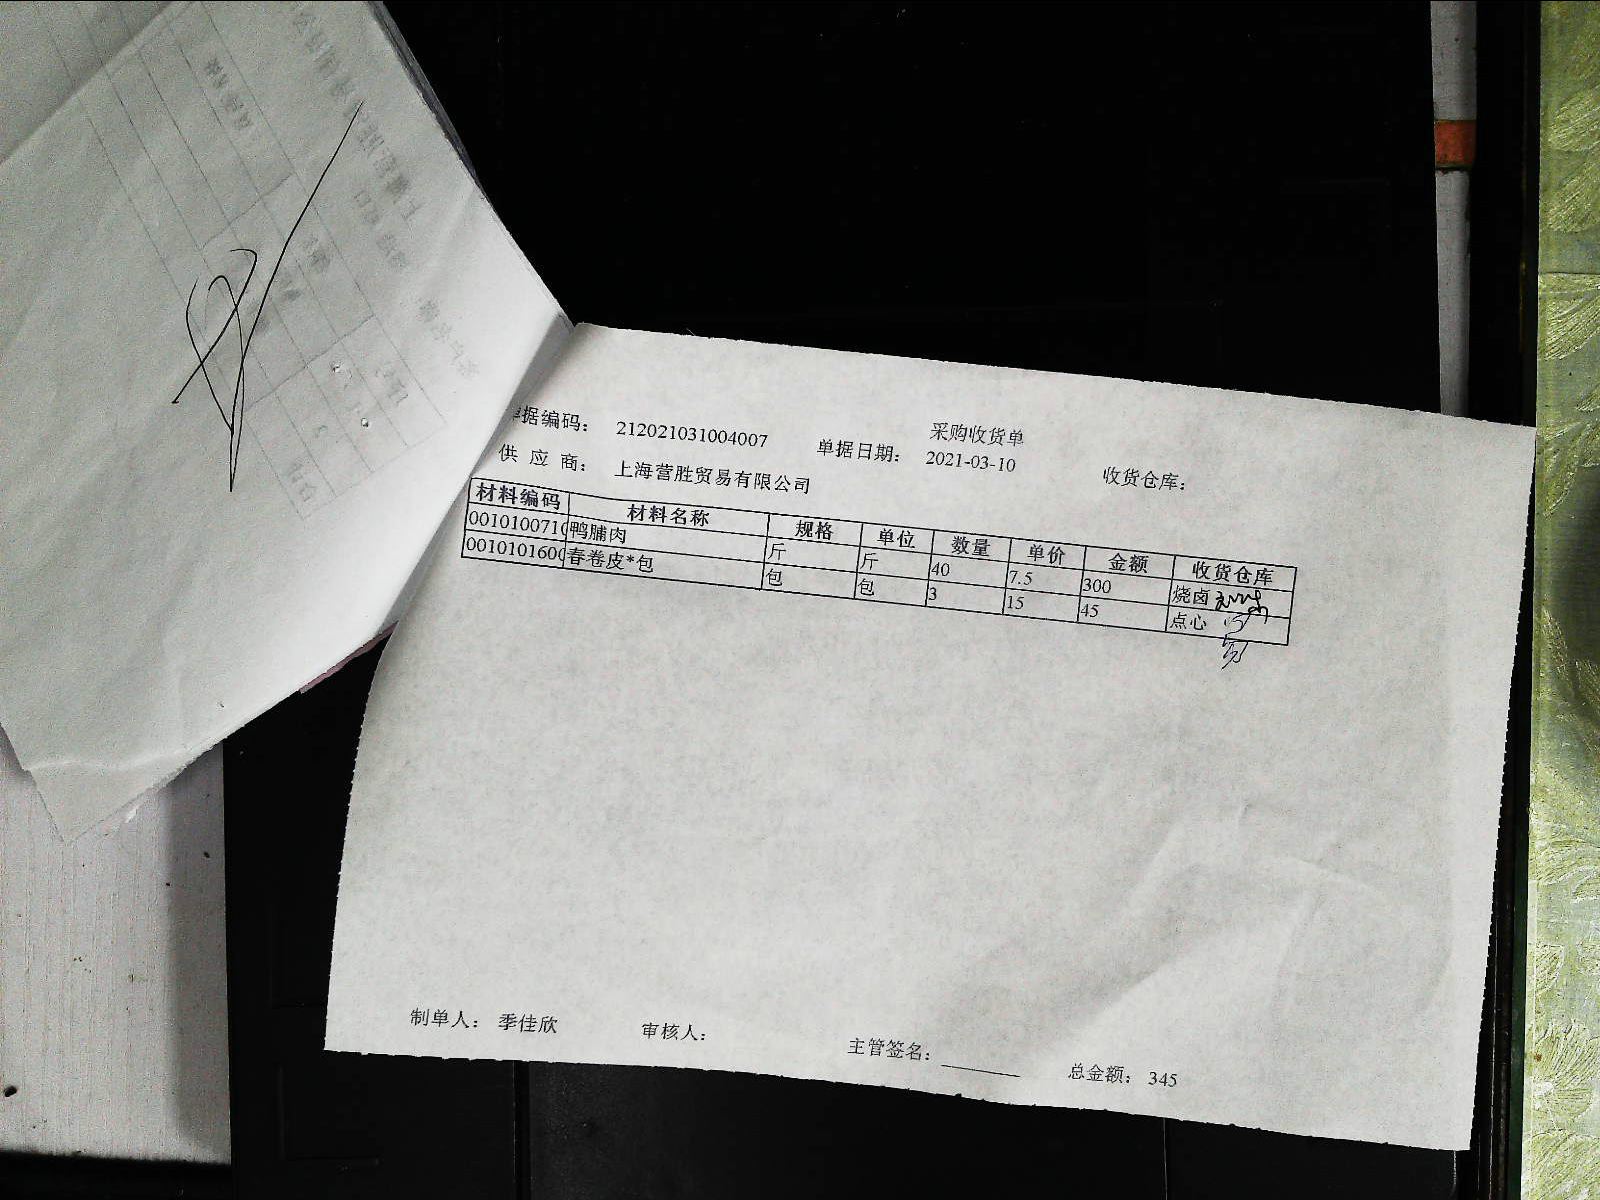 采购收货单
单据编码： 212021031004007 单据日期： 2021-03-10 收货仓库：
供 应 商： 上海营胜贸易有限公司
材料编码 材料名称 规格 单位 数量 单价 金额 收货仓库
0010100710 鸭脯肉 斤 斤 40 7.5 300 烧卤
0010101600 春卷皮*包 包 包 3 15 45 点心
制单人： 季佳欣 审核人： 主管签名： 总金额： 345